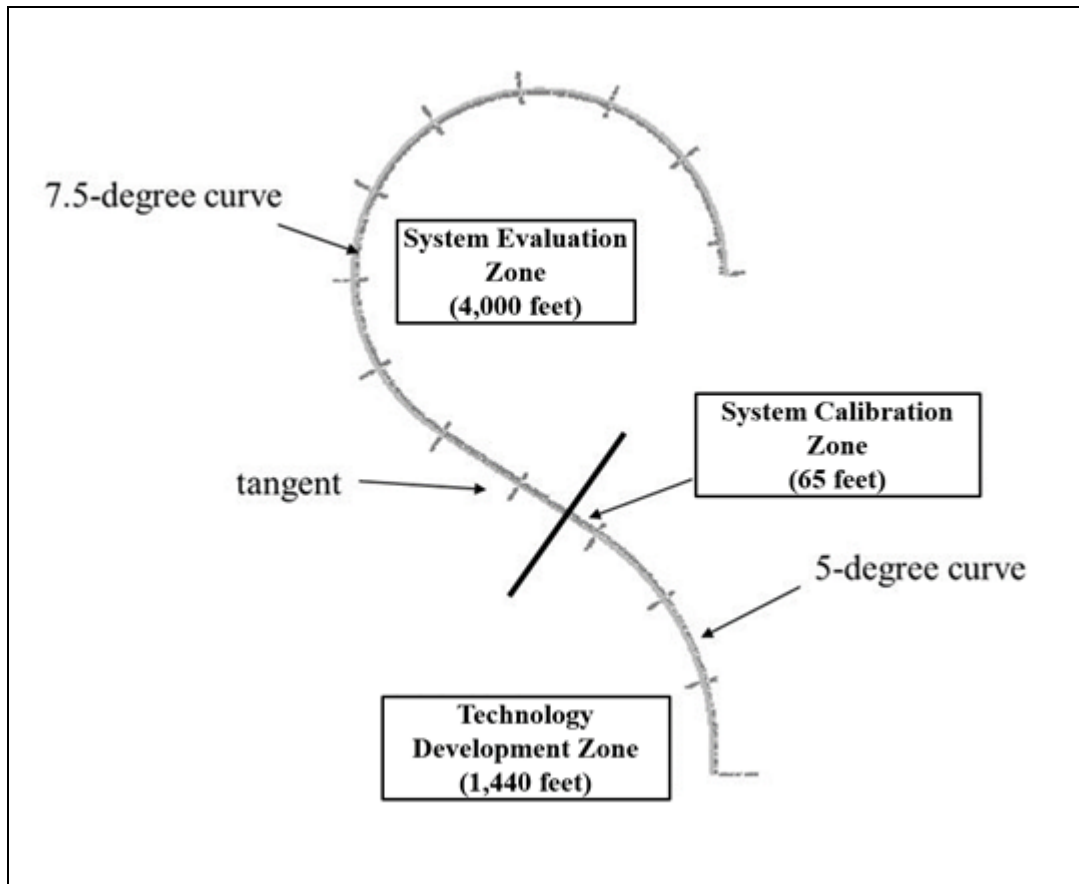 7.5-degree curve
System Evaluation
Zone
(4,000 feet)
System Calibration
Zone
(65 feet)
tangent
5-degree curve
Technology
Development Zone
(1,440 feet)